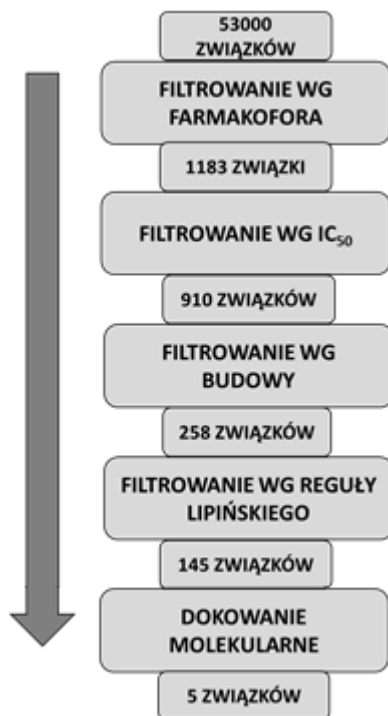 53000
ZWIĄZKÓW
FILTROWANIE WG
FARMAKOFORA
1183 ZWIĄZKI
FILTROWANIE WG IC₅₀
910 ZWIĄZKÓW
FILTROWANIE WG
BUDOWY
258 ZWIĄZKÓW
FILTROWANIE WG REGUŁY
LIPIŃSKIEGO
145 ZWIĄZKÓW
DOKOWANIE
MOLEKULARNE
5 ZWIĄZKÓW